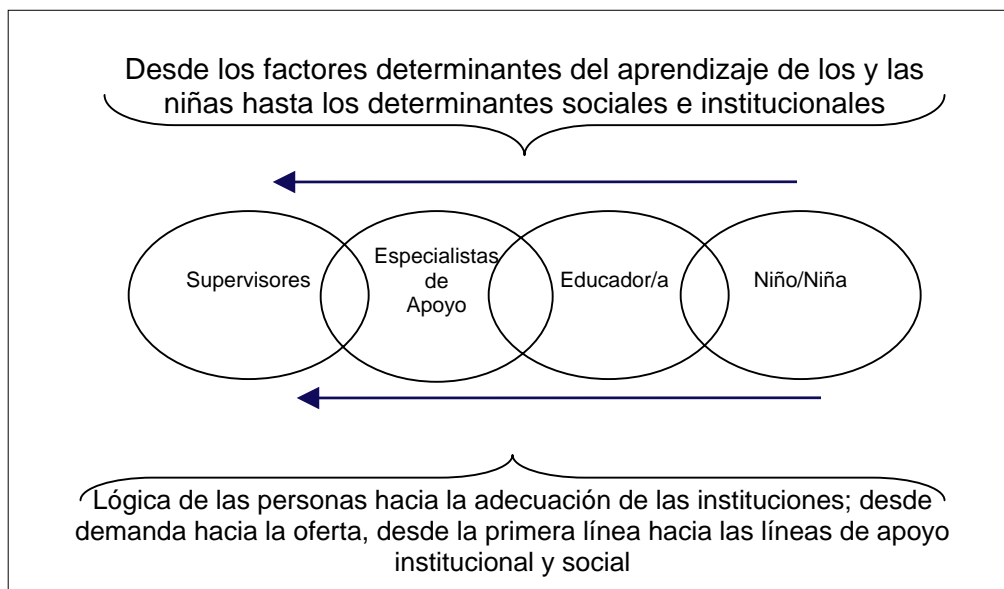 Desde los factores determinantes del aprendizaje de los y las
niñas hasta los determinantes sociales e institucionales
Supervisores
Especialistas
de
Apoyo
Educador/a
Niño/Niña
Lógica de las personas hacia la adecuación de las instituciones; desde
demanda hacia la oferta, desde la primera línea hacia las líneas de apoyo
institucional y social